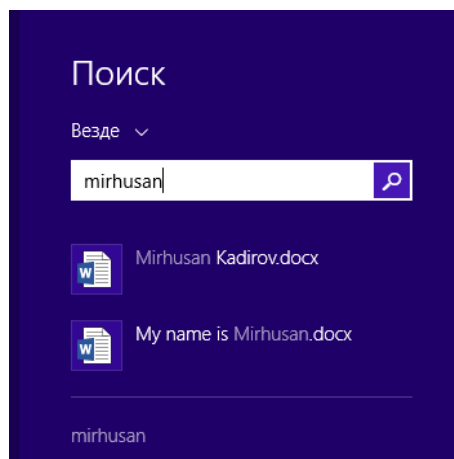 Поиск
Везде
mirhusan
Mirhusan Kadirov.docx
My name is Mirhusan.docx
mirhusan